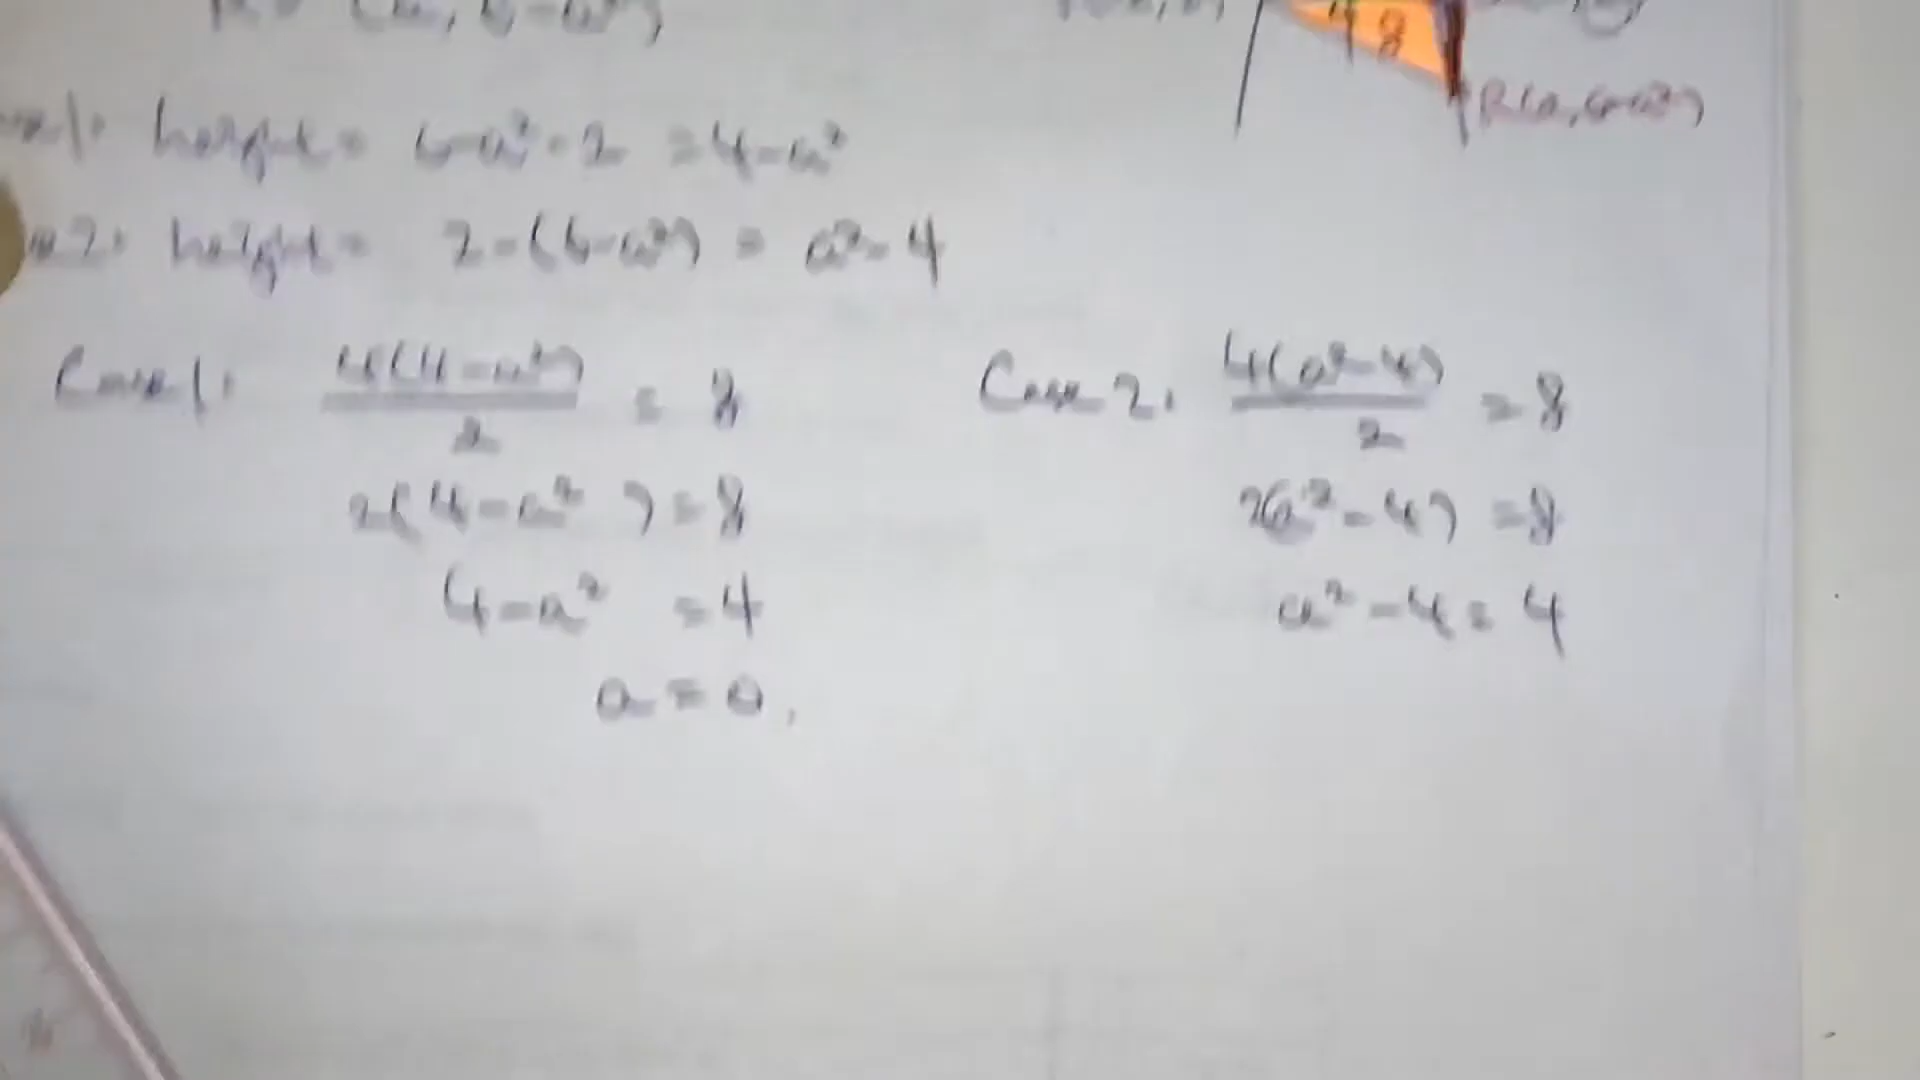 R(a, 6-a²)
height = 6-a²-2 = 4-a²
height = 2-(6-a²) = a²-4
Case 1: 4(4-a²)/2 = 8
2(4-a²) = 8
4-a² = 4
a = 0,
Case 2: 4(a²-4)/2 = 8
2(a²-4) = 8
a²-4 = 4